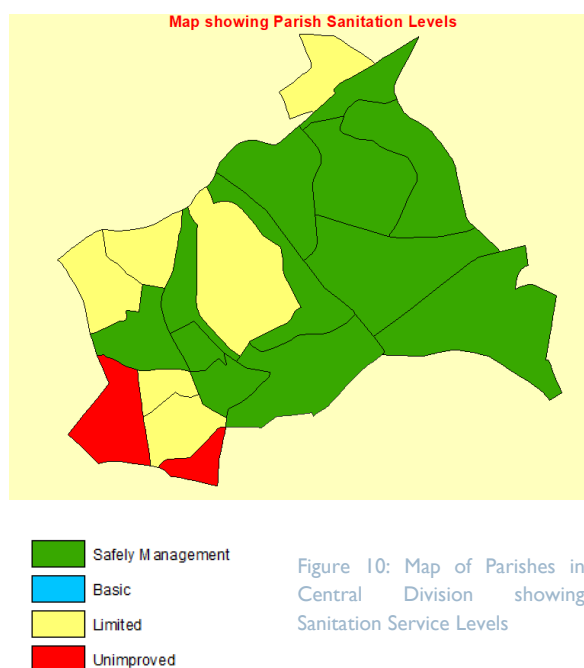 Map showing Parish Sanitation Levels
Safely Management
Basic
Limited
Unimproved
Figure 10: Map of Parishes in
Central Division showing
Sanitation Service Levels